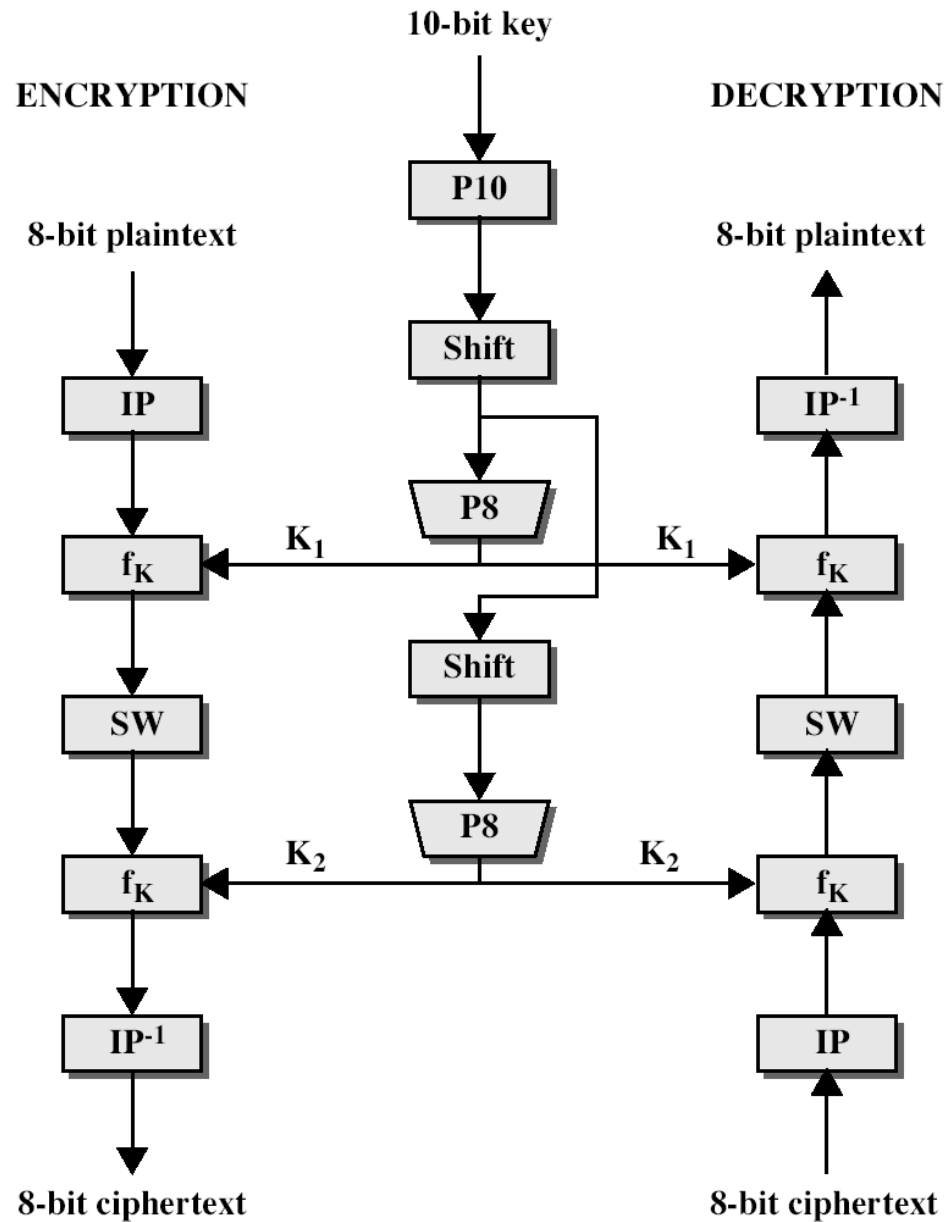 10-bit key
ENCRYPTION
DECRYPTION
P10
8-bit plaintext
8-bit plaintext
Shift
IP
IP-1
P8
K1
K1
fK
fK
Shift
SW
SW
P8
K2
K2
fK
fK
IP-1
IP
8-bit ciphertext
8-bit ciphertext